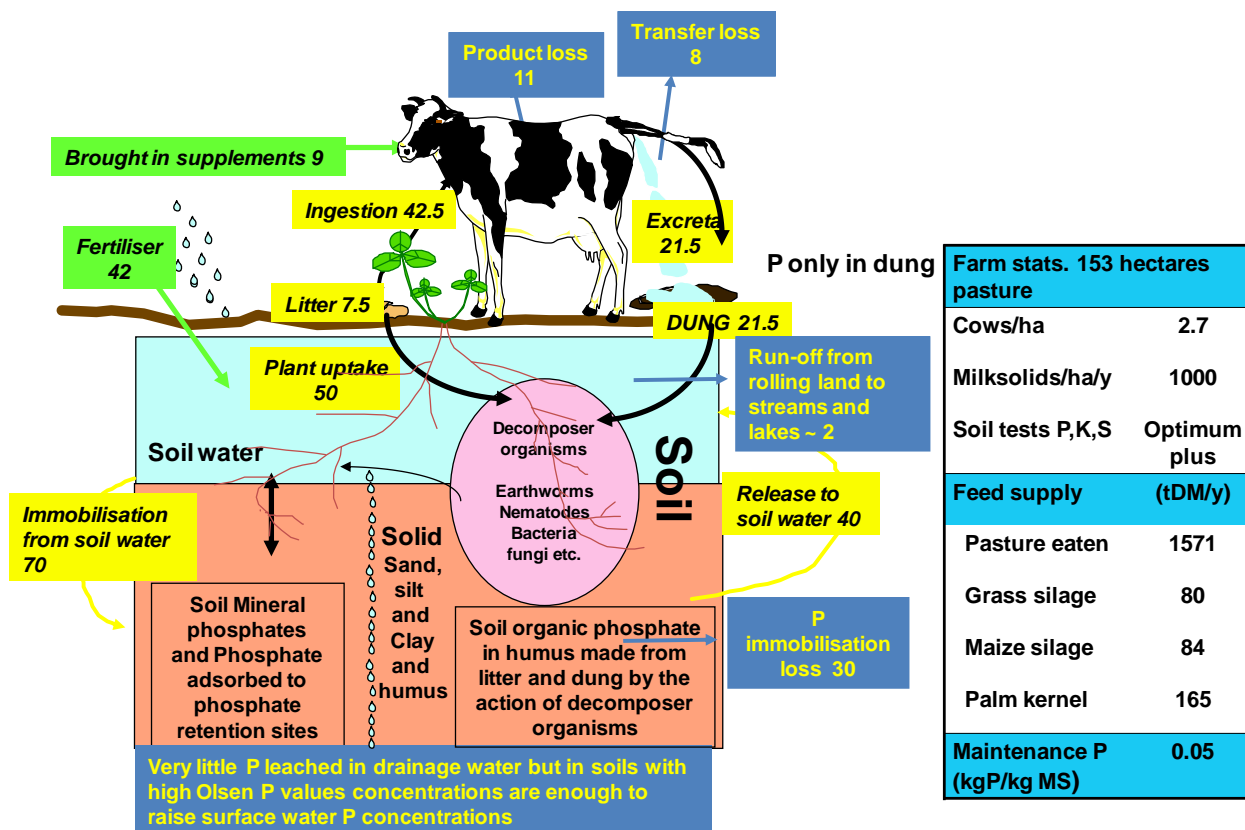 Product loss
11
Transfer loss
8
Brought in supplements 9
Ingestion 42.5
Excreta
21.5
Fertiliser
42
P only in dung
Litter 7.5
DUNG 21.5
Plant uptake
50
Run-off from
rolling land to
streams and
lakes ~ 2
Decomposer
organisms
Earthworms
Nematodes
Bacteria
fungi etc.
Soil water
Soil
Immobilisation
from soil water
70
Release to
soil water 40
Solid
Sand,
silt
and
Clay
and
humus
Soil Mineral
phosphates
and Phosphate
adsorbed to
phosphate
retention sites
Soil organic phosphate
in humus made from
litter and dung by the
action of decomposer
organisms
P
immobilisation
loss 30
Very little P leached in drainage water but in soils with
high Olsen P values concentrations are enough to
raise surface water P concentrations
Farm stats. 153 hectares
pasture
Cows/ha 2.7
Milksolids/ha/y 1000
Soil tests P,K,S Optimum
plus
Feed supply (tDM/y)
Pasture eaten 1571
Grass silage 80
Maize silage 84
Palm kernel 165
Maintenance P 0.05
(kgP/kg MS)